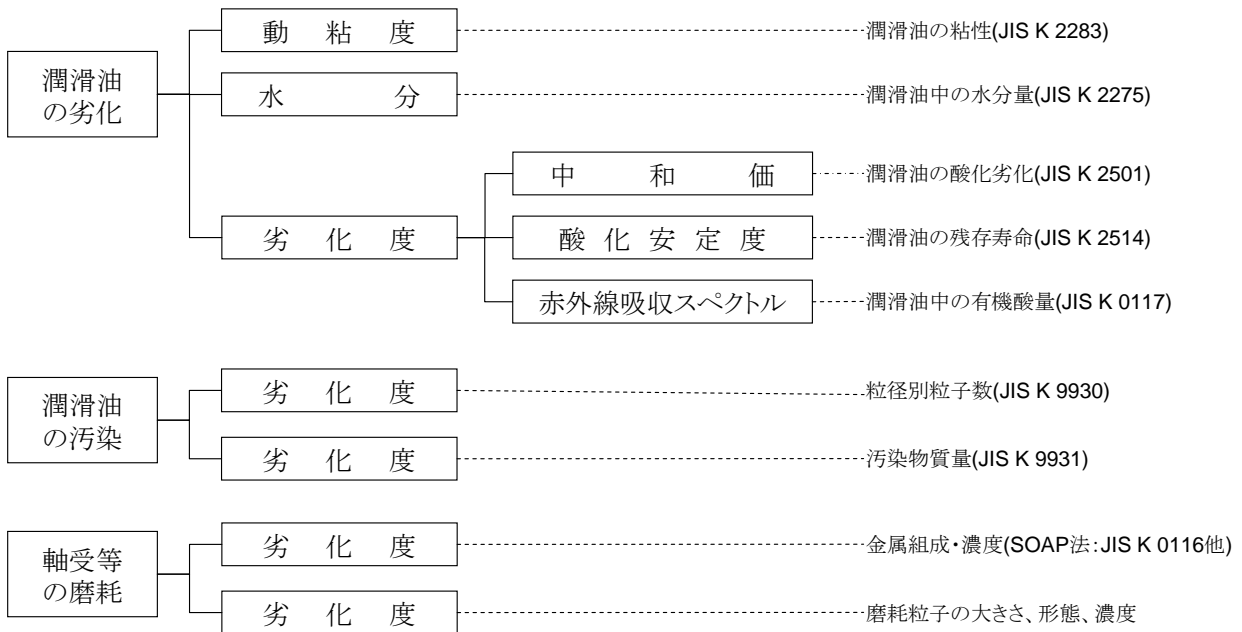 動粘度
潤滑油の粘性(JIS K 2283)
潤滑油
の劣化
水分
潤滑油中の水分量(JIS K 2275)
中和価
潤滑油の酸化劣化(JIS K 2501)
劣化度
酸化安定度
潤滑油の残存寿命(JIS K 2514)
赤外線吸収スペクトル
潤滑油中の有機酸量(JIS K 0117)
潤滑油
の汚染
劣化度
粒径別粒子数(JIS K 9930)
劣化度
汚染物質量(JIS K 9931)
軸受等
の磨耗
劣化度
金属組成・濃度(SOAP法:JIS K 0116他)
劣化度
磨耗粒子の大きさ、形態、濃度